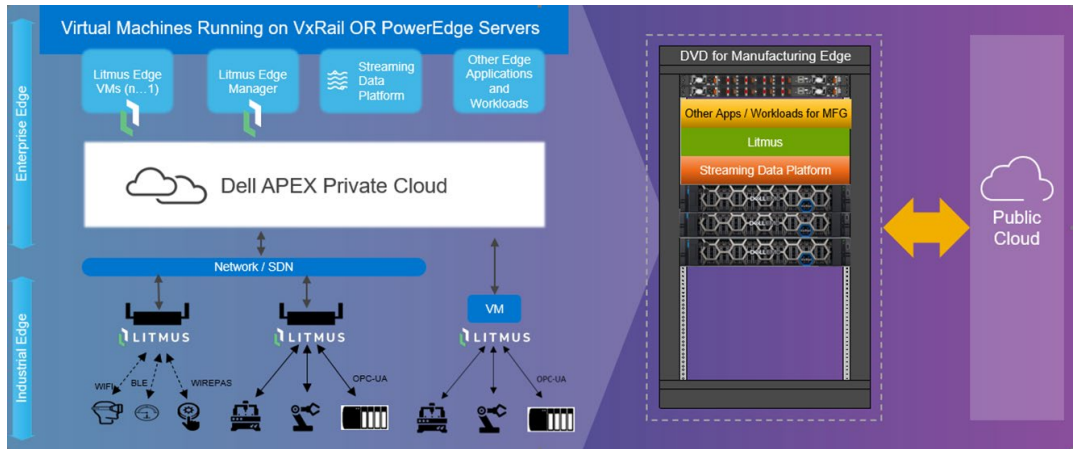 Virtual Machines Running on VxRail OR PowerEdge Servers
Enterprise Edge
Litmus Edge
VMs (n...1)
Litmus Edge
Manager
Streaming
Data
Platform
Other Edge
Applications
and
Workloads
Dell APEX Private Cloud
Network / SDN
Industrial Edge
LITMUS
LITMUS
VM
LITMUS
WIFI
BLE
WIREPAS
OPC-UA
OPC-UA
DVD for Manufacturing Edge
Other Apps / Workloads for MFG
Litmus
Streaming Data Platform
Public
Cloud